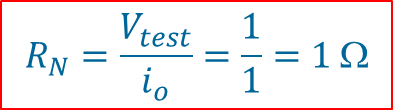 R_N = V_test / i_o = 1 / 1 = 1 Ω